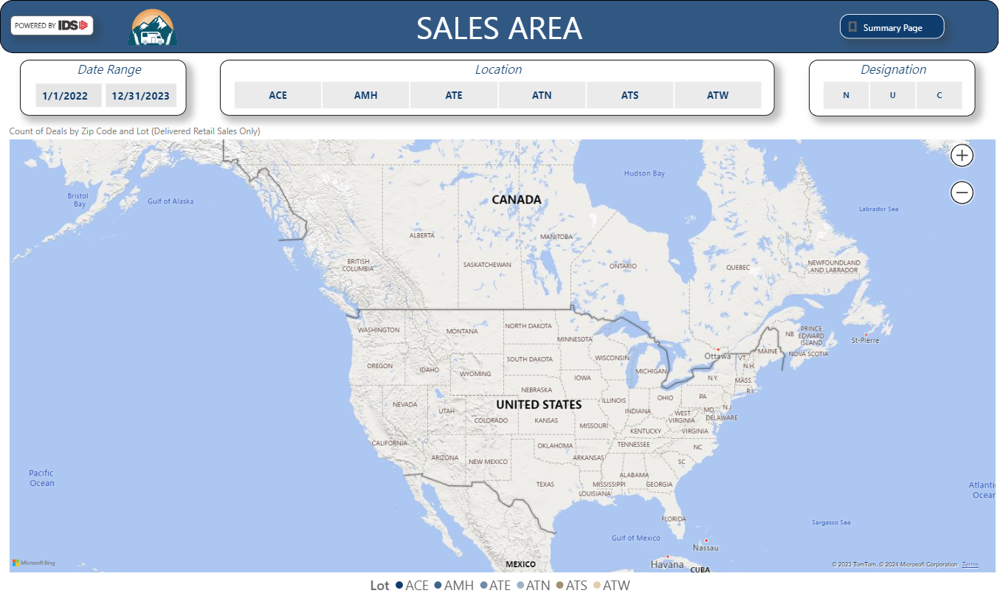 POWERED BY IDS
SALES AREA
Summary Page
Date Range
1/1/2022
12/31/2023
Location
ACE
AMH
ATE
ATN
ATS
ATW
Designation
N
U
C
Count of Deals by Zip Code and Lot (Delivered Retail Sales Only)
Bristol
Bay
Gulf of Alaska
Hudson Bay
CANADA
Labrador Sea
ALBERTA
MANITOBA
BRITISH
COLUMBIA
SASKATCHEWAN
ONTARIO
QUEBEC
NEWFOUNDLAND
AND LABRADOR
WASHINGTON
MONTANA
NORTH DAKOTA
MINNESOTA
NB
PRINCE
EDWARD
ISLAND
St-Pierre
OREGON
IDAHO
WYOMING
SOUTH DAKOTA
WISCONSIN
MICHIGAN
Ottawa
VT
N.H.
MAINE
NOVA SCOTIA
IOWA
N.Y.
MASS.
R.I.
NEBRASKA
NEVADA
UTAH
UNITED STATES
ILLINOIS
INDIANA
OHIO
PA
N.J.
MD
DELAWARE
COLORADO
KANSAS
MISSOURI
WEST
VIRGINIA
KENTUCKY
VIRGINIA
CALIFORNIA
OKLAHOMA
TENNESSEE
NC
ARIZONA
NEW MEXICO
ARKANSAS
SC
Pacific
Ocean
TEXAS
ALABAMA
MISSISSIPPI
GEORGIA
LOUISIANA
Atlantic
Ocean
FLORIDA
Sargasso Sea
Gulf of Mexico
Nassau
MEXICO
Havana
CUBA
Microsoft Bing
© 2023 TomTom, © 2024 Microsoft Corporation Terms
Lot ACE AMH ATE ATN ATS ATW